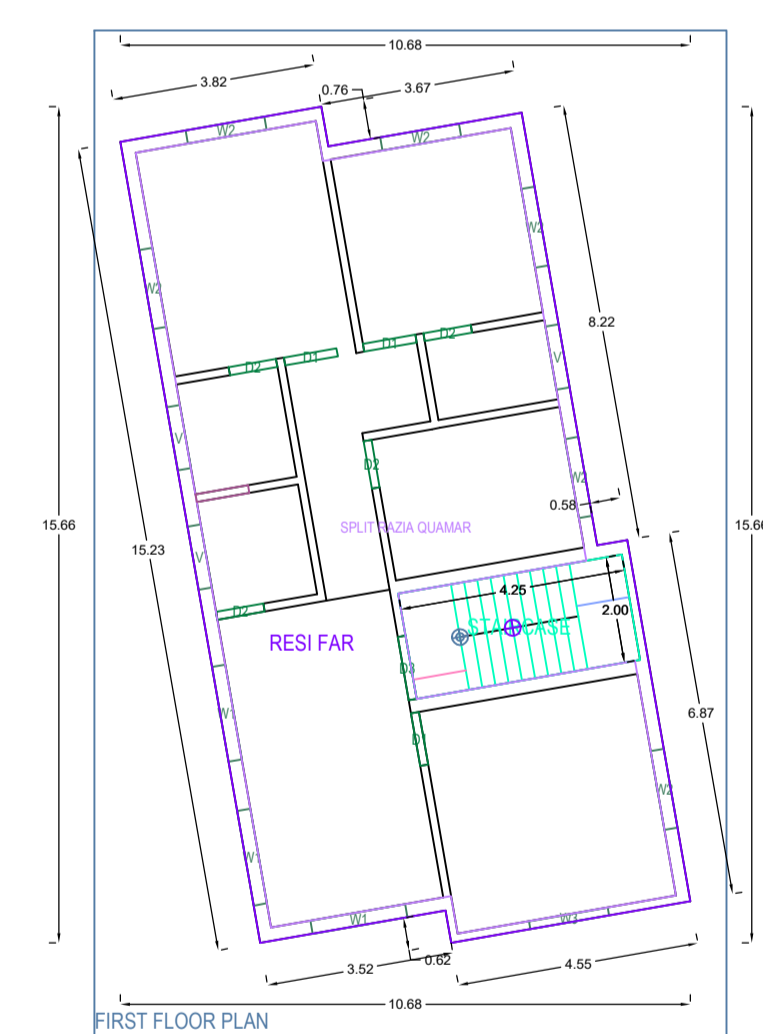 10.68
3.82
0.76
3.67
W2
W2
W2
W2
8.22
D1
D2
D1
D2
V
V
D2
W2
0.58
15.66
15.66
SPLIT RAZIA QUAMAR
15.23
V
4.25
2.00
D2
STAIRCASE
RESI FAR
D3
6.87
W1
D1
W2
W1
W1
W3
0.62
3.52
4.55
10.68
FIRST FLOOR PLAN